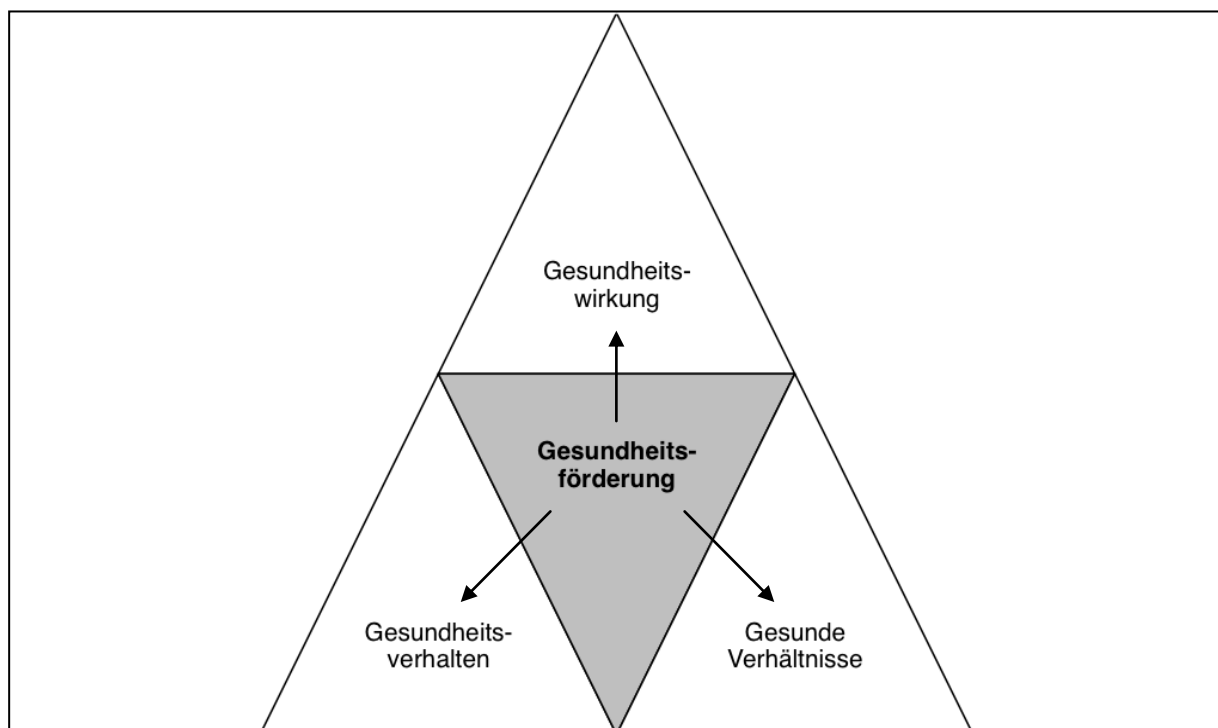 Gesundheits-
wirkung
Gesundheits-
förderung
Gesundheits-
verhalten
Gesunde
Verhältnisse